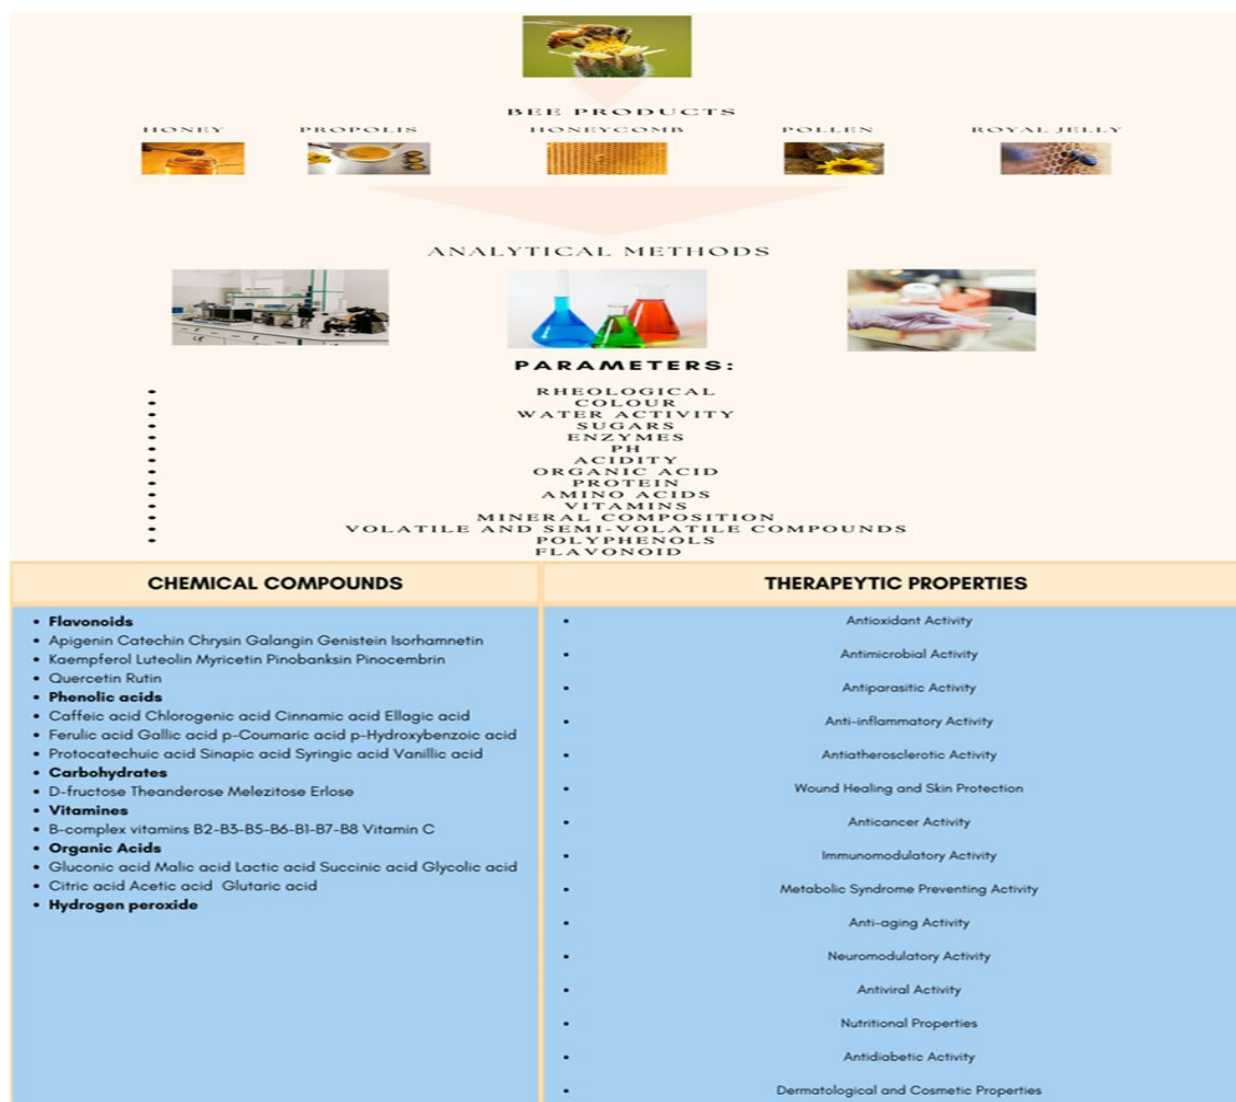 BEE PRODUCTS
HONEY PROPOLIS HONEYCOMB POLLEN ROYAL JELLY
ANALYTICAL METHODS
PARAMETERS:
• RHEOLOGICAL
• COLOUR
• WATER ACTIVITY
• SUGARS
• ENZYMES
• PH
• ACIDITY
• ORGANIC ACID
• PROTEIN
• AMINO ACIDS
• VITAMINS
• MINERAL COMPOSITION
• VOLATILE AND SEMI-VOLATILE COMPOUNDS
• POLYPHENOLS
FLAVONOID
CHEMICAL COMPOUNDS
• Flavonoids
• Apigenin Catechin Chrysin Galangin Genistein Isorhamnetin
• Kaempferol Luteolin Myricetin Pinobanksin Pinocembrin
• Quercetin Rutin
• Phenolic acids
• Caffeic acid Chlorogenic acid Cinnamic acid Ellagic acid
• Ferulic acid Gallic acid p-Coumaric acid p-Hydroxybenzoic acid
• Protocatechuic acid Sinapic acid Syringic acid Vanillic acid
• Carbohydrates
• D-fructose Theanderose Melezitose Erlose
• Vitamines
• B-complex vitamins B2-B3-B5-B6-B1-B7-B8 Vitamin C
• Organic Acids
• Gluconic acid Malic acid Lactic acid Succinic acid Glycolic acid
• Citric acid Acetic acid Glutaric acid
• Hydrogen peroxide
THERAPEYTIC PROPERTIES
• Antioxidant Activity
• Antimicrobial Activity
• Antiparasitic Activity
• Anti-inflammatory Activity
• Antiatherosclerotic Activity
• Wound Healing and Skin Protection
• Anticancer Activity
• Immunomodulatory Activity
• Metabolic Syndrome Preventing Activity
• Anti-aging Activity
• Neuromodulatory Activity
• Antiviral Activity
• Nutritional Properties
• Antidiabetic Activity
• Dermatological and Cosmetic Properties